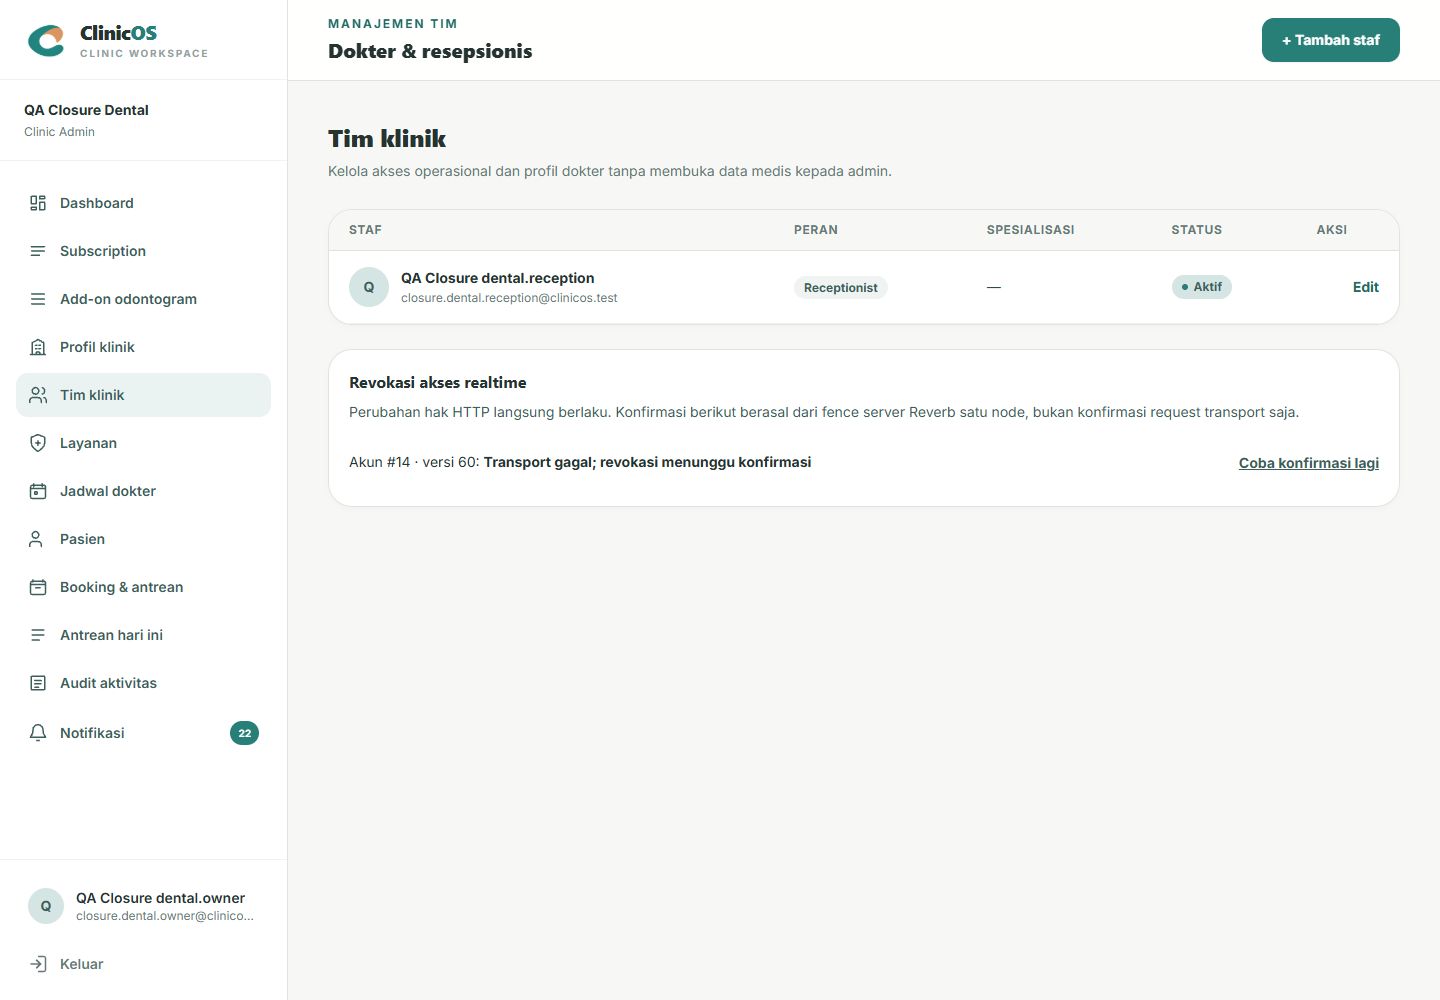 ClinicOS
CLINIC WORKSPACE
QA Closure Dental
Clinic Admin
Dashboard
Subscription
Add-on odontogram
Profil klinik
Tim klinik
Layanan
Jadwal dokter
Pasien
Booking & antrean
Antrean hari ini
Audit aktivitas
Notifikasi 22
Q
QA Closure dental.owner
closure.dental.owner@clinico...
Keluar
MANAJEMEN TIM
Dokter & resepsionis
+ Tambah staf
Tim klinik
Kelola akses operasional dan profil dokter tanpa membuka data medis kepada admin.
STAF PERAN SPESIALISASI STATUS AKSI
Q QA Closure dental.reception Receptionist — Aktif Edit
closure.dental.reception@clinicos.test
Revokasi akses realtime
Perubahan hak HTTP langsung berlaku. Konfirmasi berikut berasal dari fence server Reverb satu node, bukan konfirmasi request transport saja.
Akun #14 · versi 60: Transport gagal; revokasi menunggu konfirmasi Coba konfirmasi lagi